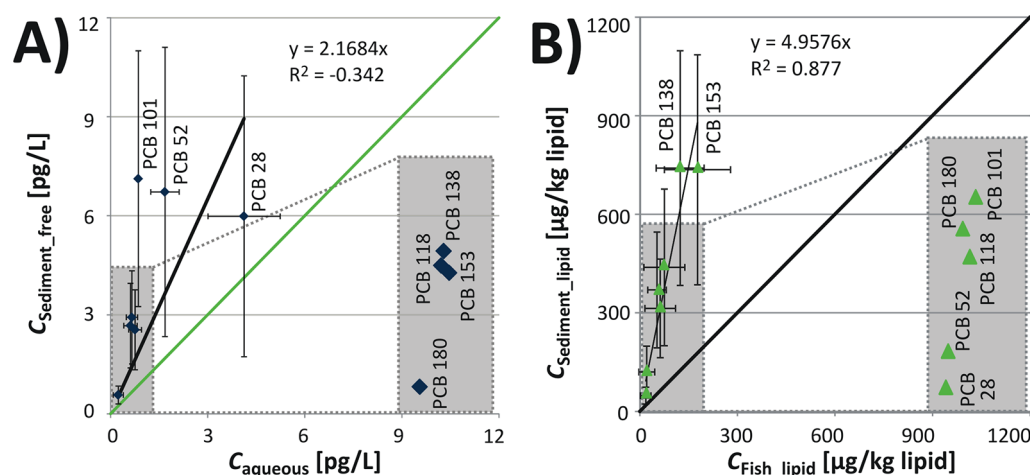 A)
y = 2.1684x
R² = -0.342
C_Sediment_free [pg/L]
12
9
6
3
0
PCB 101
PCB 52
PCB 28
PCB 138
PCB 118
PCB 153
PCB 180
0 3 6 9 12
C_aqueous [pg/L]
B)
y = 4.9576x
R² = 0.877
C_Sediment_lipid [µg/kg lipid]
1200
900
600
300
0
PCB 138
PCB 153
PCB 180
PCB 101
PCB 118
PCB 52
PCB
28
0 300 600 900 1200
C_Fish_lipid [µg/kg lipid]